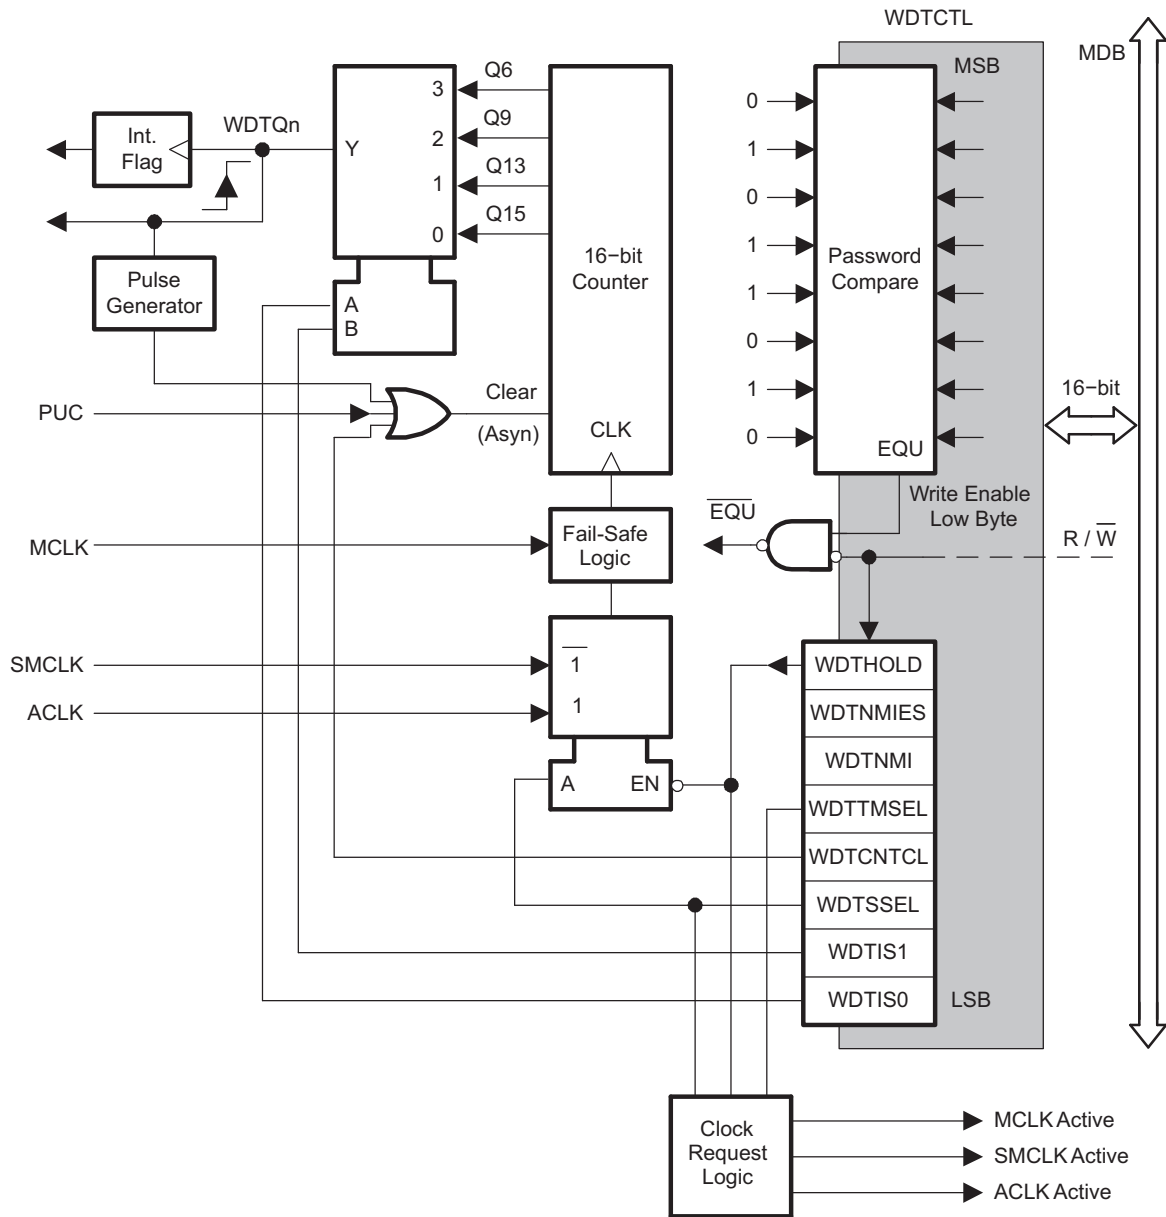 WDTCTL
MDB
MSB
Int.
Flag
WDTQn
Y
3
2
1
0
Q6
Q9
Q13
Q15
16−bit
Counter
0
1
0
1
1
0
1
0
Password
Compare
EQU
16−bit
Pulse
Generator
A
B
PUC
Clear
(Asyn)
CLK
Write Enable
Low Byte
EQU
R / W
MCLK
Fail-Safe
Logic
SMCLK
1
ACLK
1
A
EN
WDTHOLD
WDTNMIES
WDTNMI
WDTTMSEL
WDTCNTCL
WDTSSEL
WDTIS1
WDTIS0
LSB
Clock
Request
Logic
MCLK Active
SMCLK Active
ACLK Active